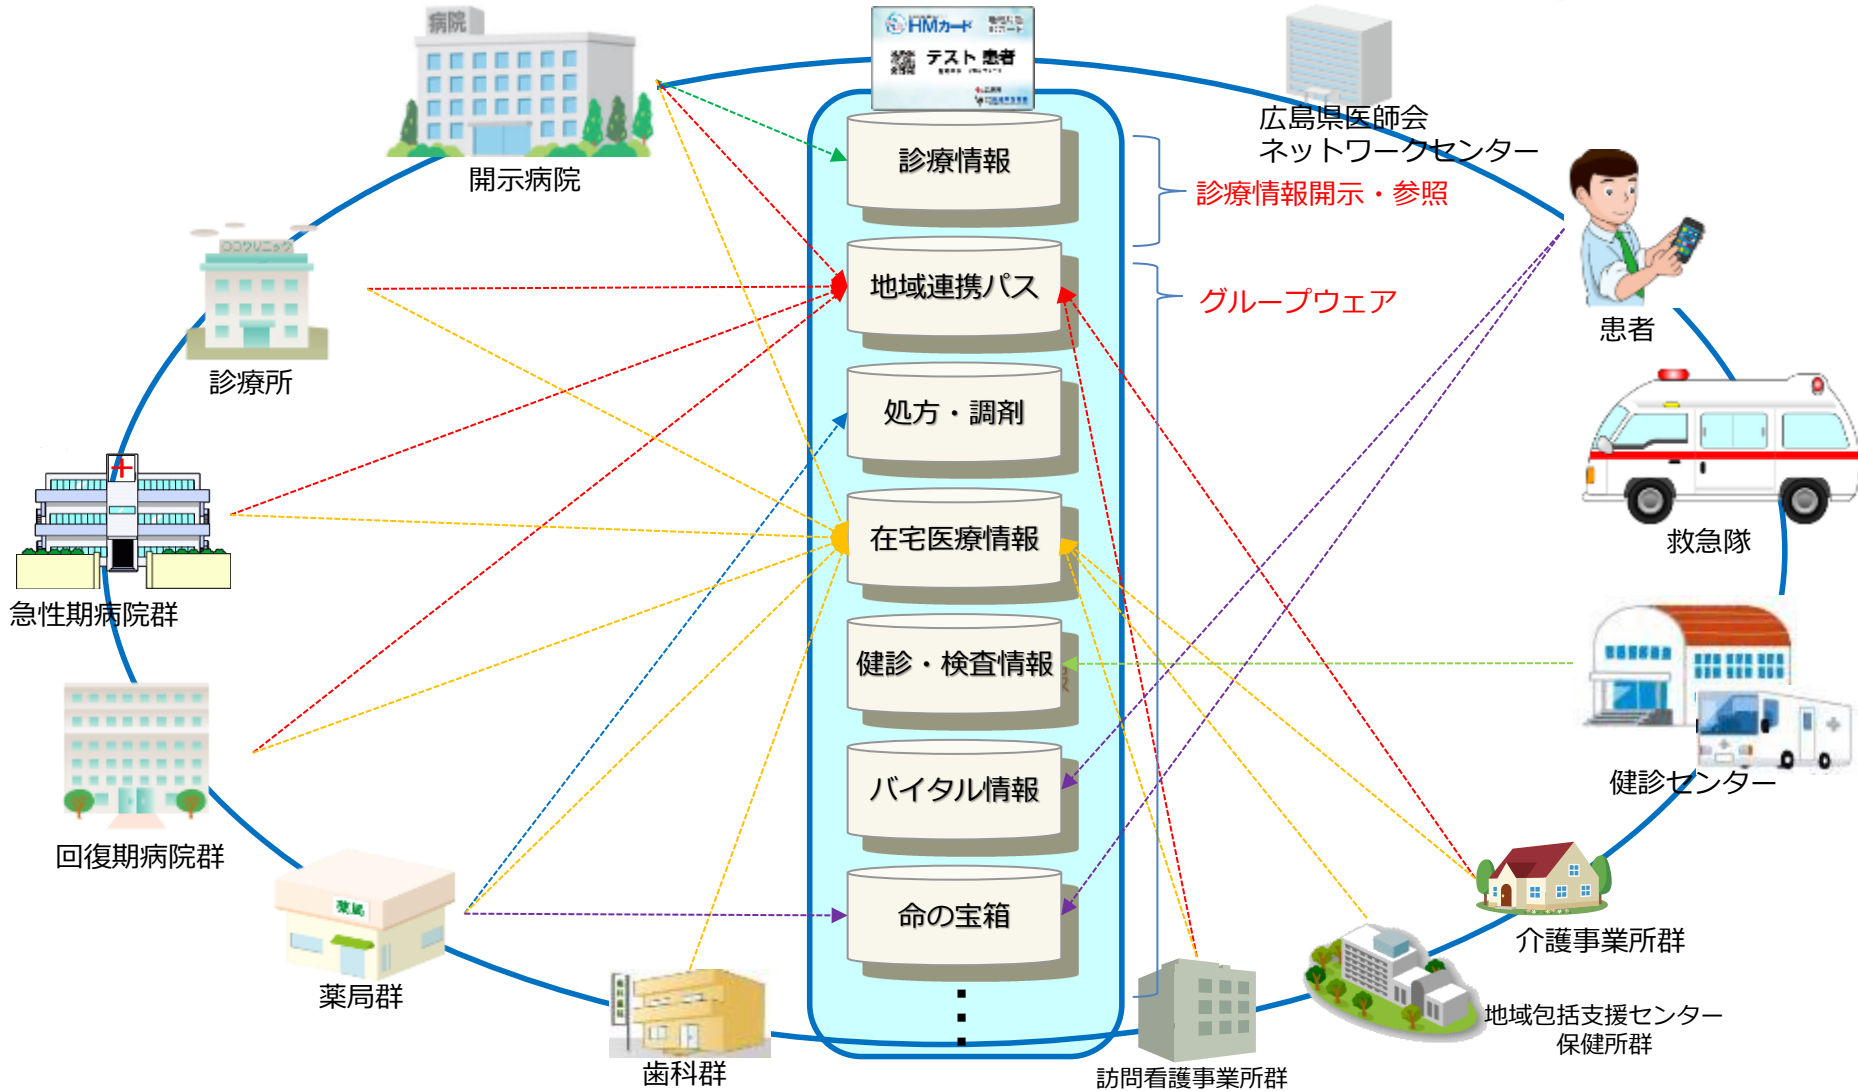 病院
開示病院
HMカード
テスト 患者
広島県医師会
ネットワークセンター
診療情報
診療情報開示・参照
地域連携パス
グループウェア
患者
〇〇クリニック
診療所
処方・調剤
救急隊
在宅医療情報
急性期病院群
健診・検査情報
健診センター
バイタル情報
回復期病院群
薬局
命の宝箱
薬局群
介護事業所群
地域包括支援センター
保健所群
歯科群
訪問看護事業所群